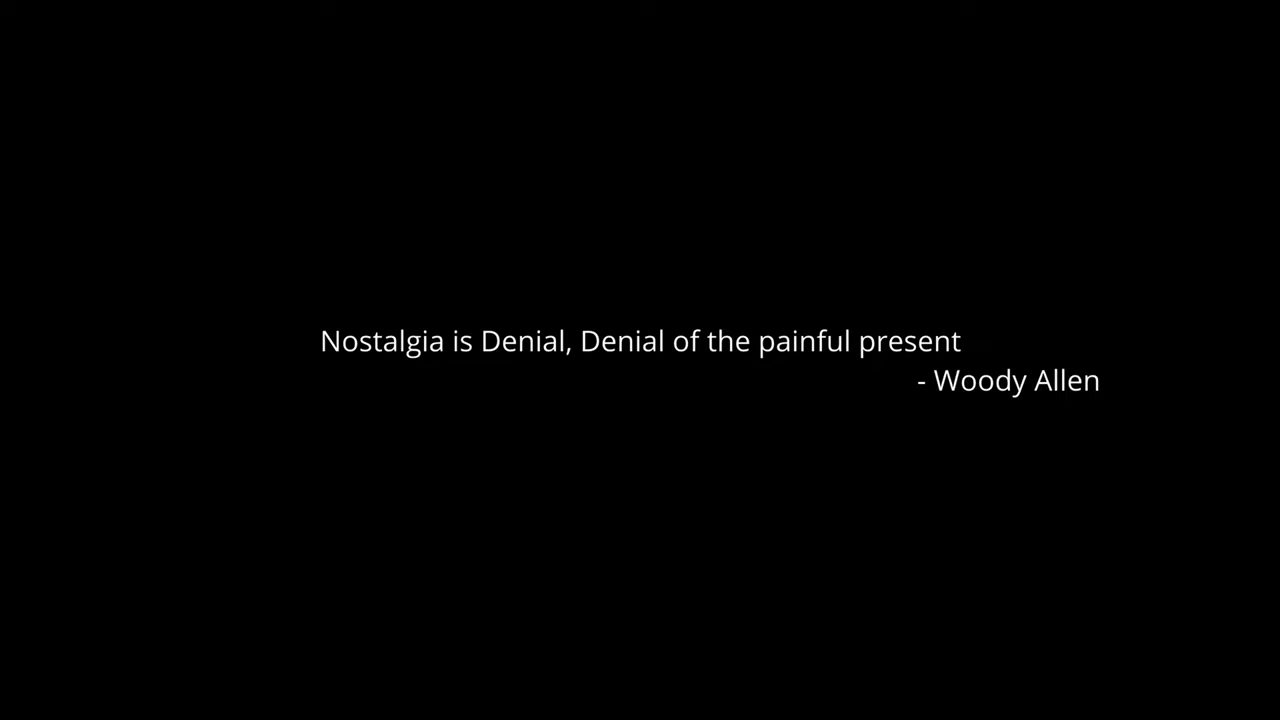 Nostalgia is Denial, Denial of the painful present
- Woody Allen